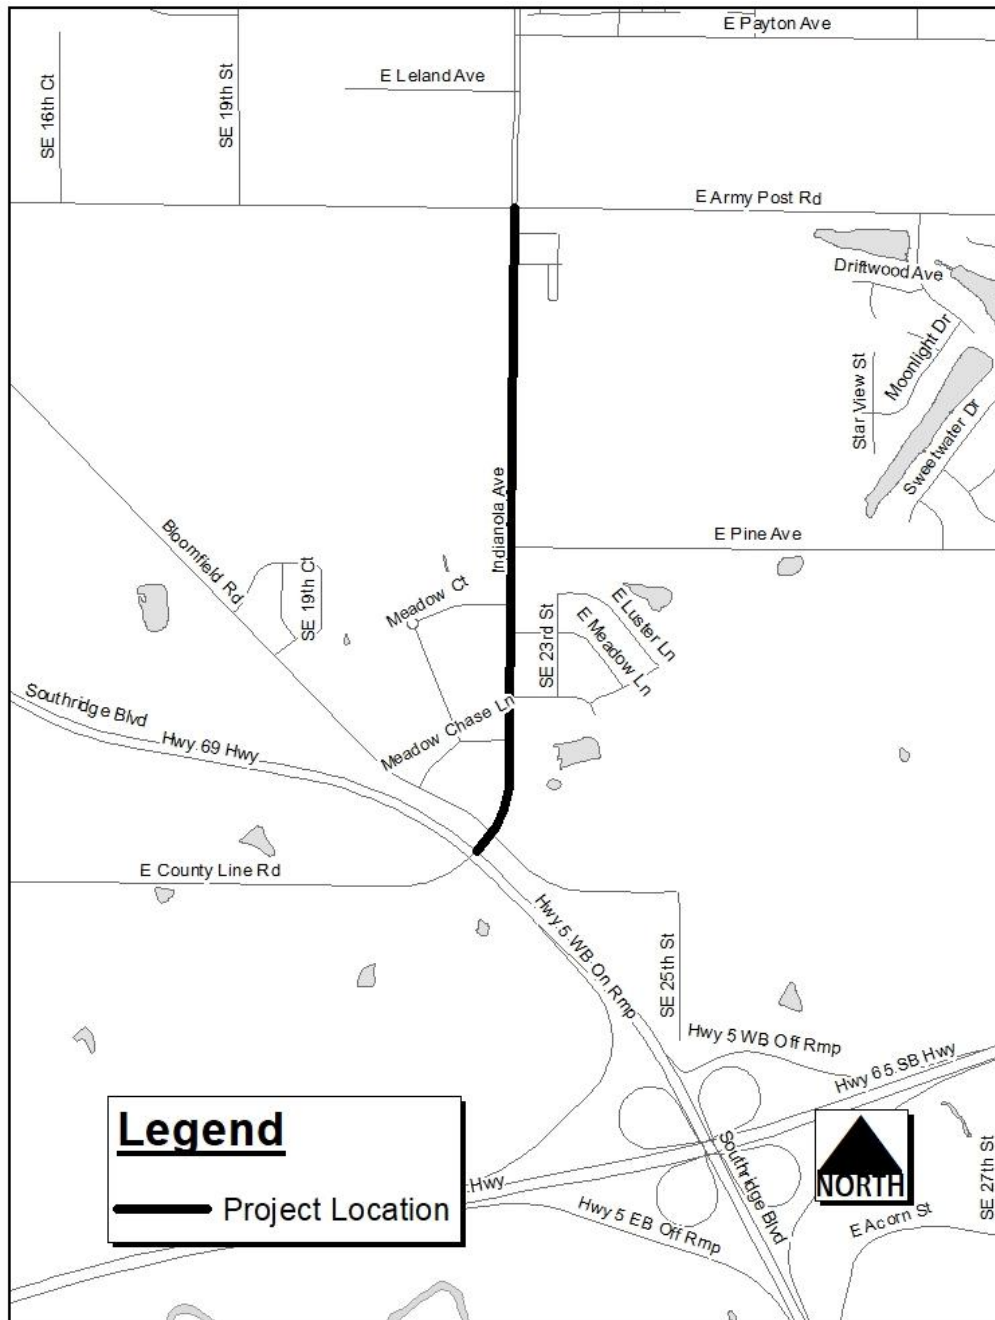 E Payton Ave
E Leland Ave
SE 16th Ct
SE 19th St
E Army Post Rd
Driftwood Ave
Moonlight Dr
Star View St
Sweetwater Dr
Indianola Ave
E Pine Ave
Bloomfield Rd
SE 19th Ct
Meadow Ct
SE 23rd St
E Luster Ln
E Meadow Ln
Southridge Blvd
Hwy 69 Hwy
Meadow Chase Ln
E County Line Rd
Hwy 5 WB On Rmp
SE 25th St
Hwy 5 WB Off Rmp
Hwy 65 SB Hwy
Legend
Project Location
Hwy
Southridge Blvd
Hwy 5 EB Off Rmp
NORTH
E Acorn St
SE 27th St